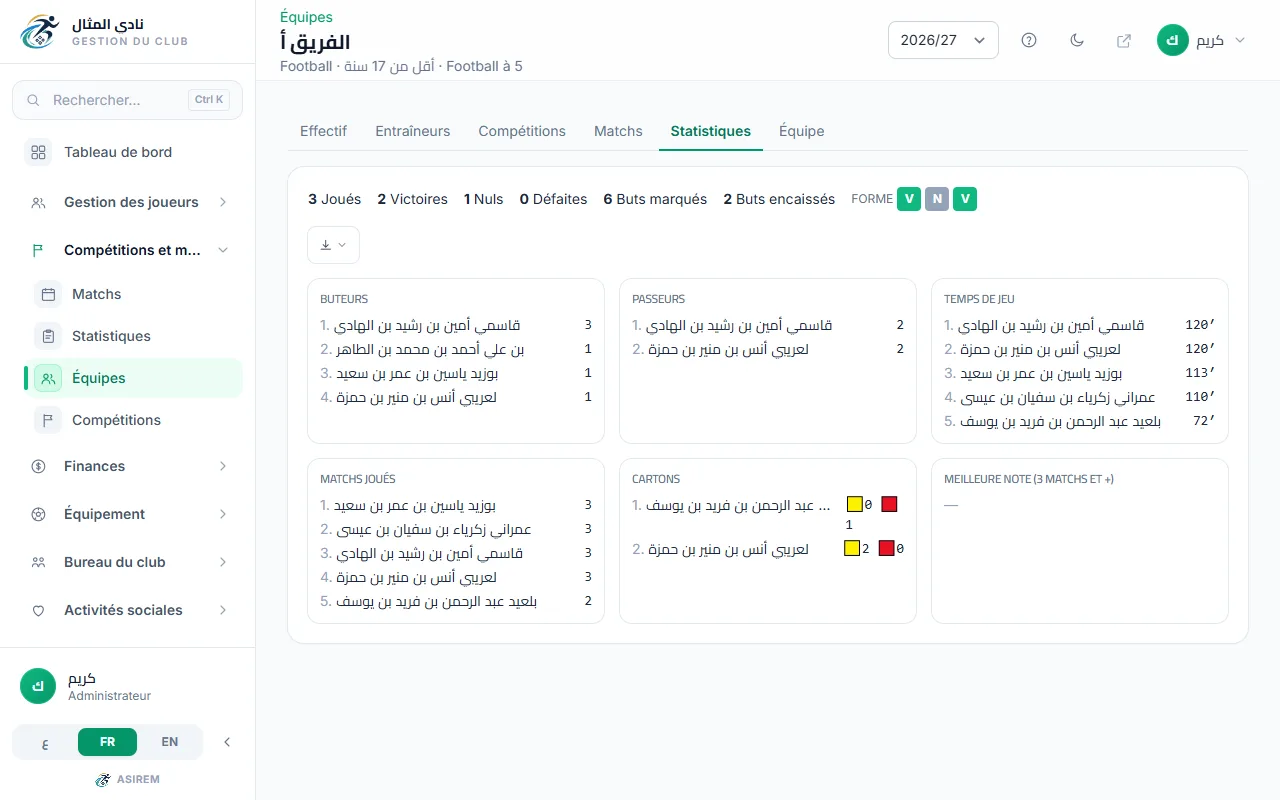 نادي المثال
GESTION DU CLUB
Rechercher... Ctrl K
Tableau de bord
Gestion des joueurs
Compétitions et m...
Matchs
Statistiques
Équipes
Compétitions
Finances
Équipement
Bureau du club
Activités sociales
كريم
Administrateur
ع FR EN
ASIREM
Équipes
الفريق أ
Football · أقل من 17 سنة · Football à 5
2026/27
ك كريم
Effectif Entraîneurs Compétitions Matchs Statistiques Équipe
3 Joués 2 Victoires 1 Nuls 0 Défaites 6 Buts marqués 2 Buts encaissés FORME V N V
BUTEURS
1. قاسمي أمين بن رشيد بن الهادي 3
2. بن علي أحمد بن محمد بن الطاهر 1
3. بوزيد ياسين بن عمر بن سعيد 1
4. لعريبي أنس بن منير بن حمزة 1
PASSEURS
1. قاسمي أمين بن رشيد بن الهادي 2
2. لعريبي أنس بن منير بن حمزة 2
TEMPS DE JEU
1. قاسمي أمين بن رشيد بن الهادي 120′
2. لعريبي أنس بن منير بن حمزة 120′
3. بوزيد ياسين بن عمر بن سعيد 113′
4. عمراني زكرياء بن سفيان بن عيسى 110′
5. بلعيد عبد الرحمن بن فريد بن يوسف 72′
MATCHS JOUÉS
1. بوزيد ياسين بن عمر بن سعيد 3
2. عمراني زكرياء بن سفيان بن عيسى 3
3. قاسمي أمين بن رشيد بن الهادي 3
4. لعريبي أنس بن منير بن حمزة 3
5. بلعيد عبد الرحمن بن فريد بن يوسف 2
CARTONS
1. عبد الرحمن بن فريد بن يوسف ... 0
1
2. لعريبي أنس بن منير بن حمزة 2 0
MEILLEURE NOTE (3 MATCHS ET +)
—